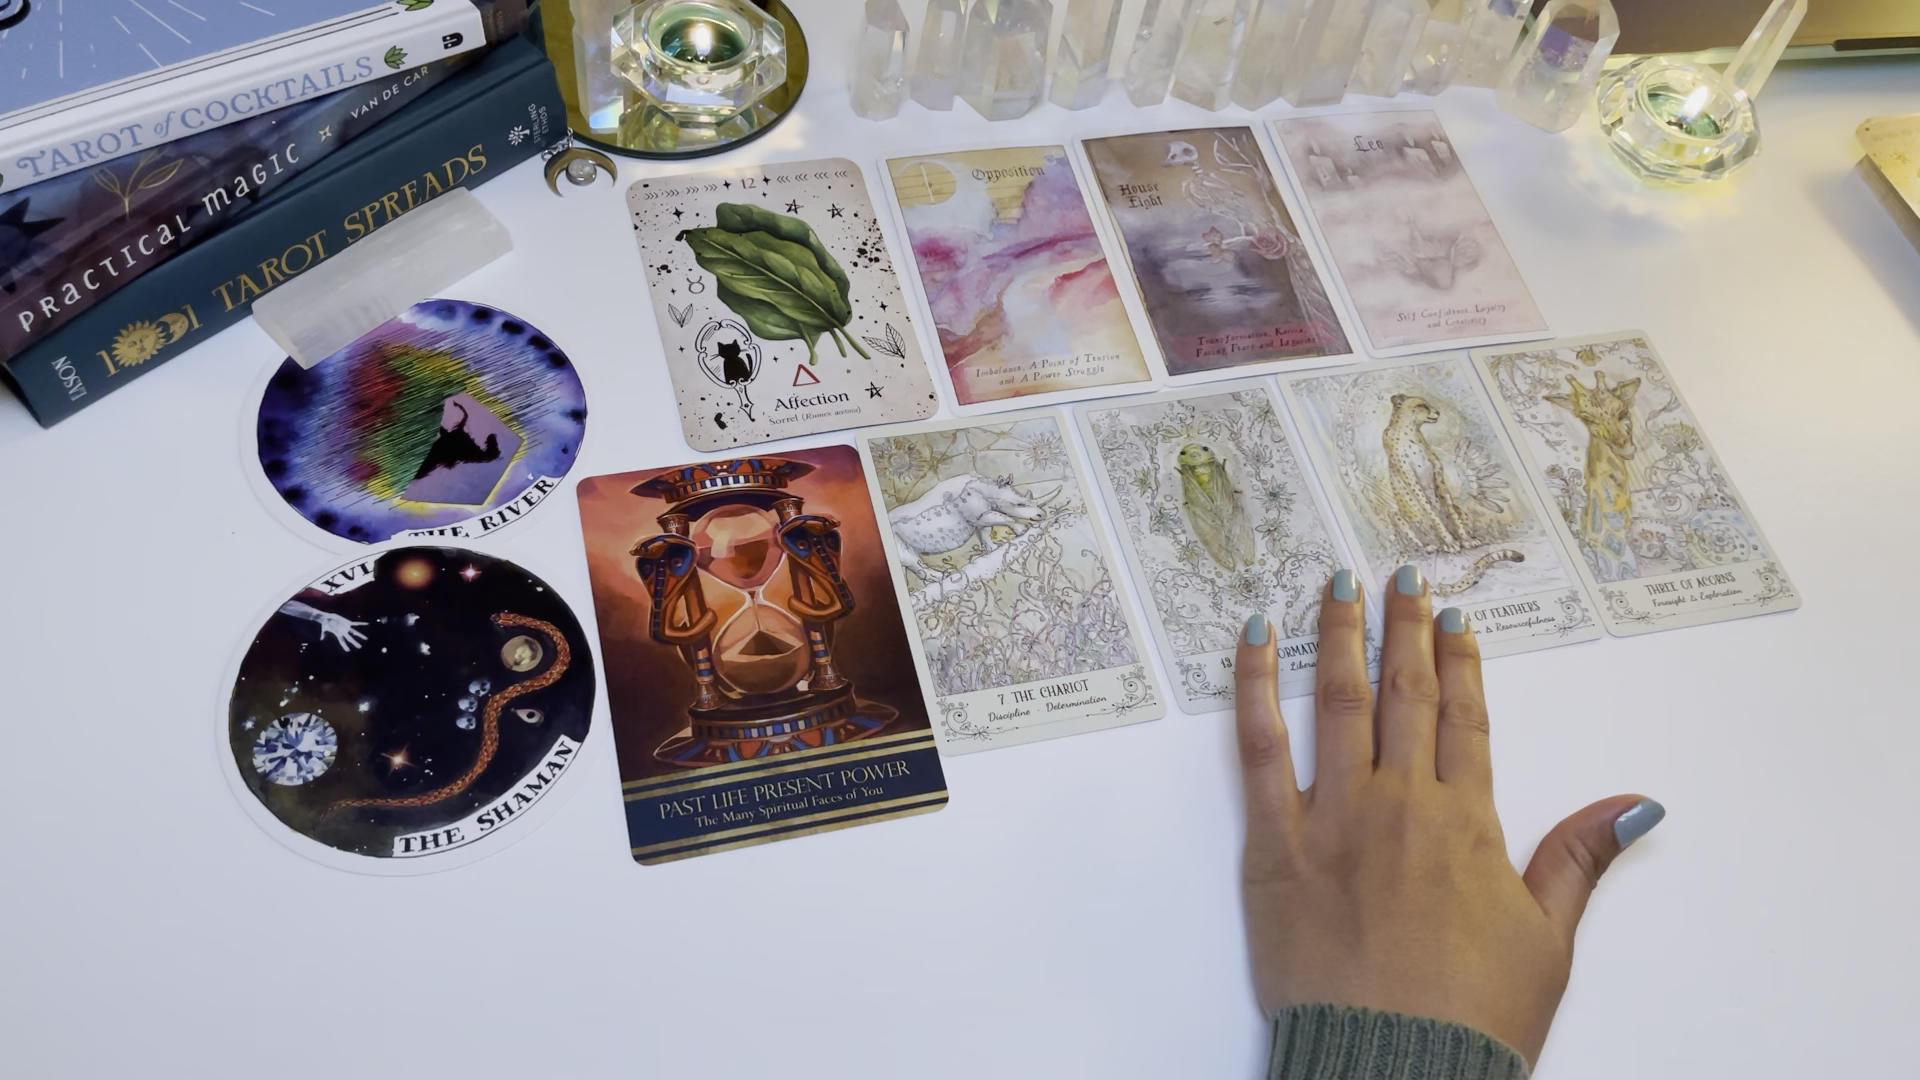 TAROT of COCKTAILS
PRACTICAL MAGIC
VAN DE CAR
LIASON
1001 TAROT SPREADS
STERLING
ETHOS
THE RIVER
XVI
THE SHAMAN
12
Affection
Sorrel (Rumex acetosa)
Opposition
Imbalance, A Point of Tension
and A Power Struggle
House
Eight
Transformation, Karma,
Facing Fears and Legacies
Leo
Self Confidence, Loyalty
and Creativity
PAST LIFE PRESENT POWER
The Many Spiritual Faces of You
7 THE CHARIOT
Discipline · Determination
13
OF FEATHERS
Resourcefulness
THREE OF ACORNS
Foresight Δ Exploration